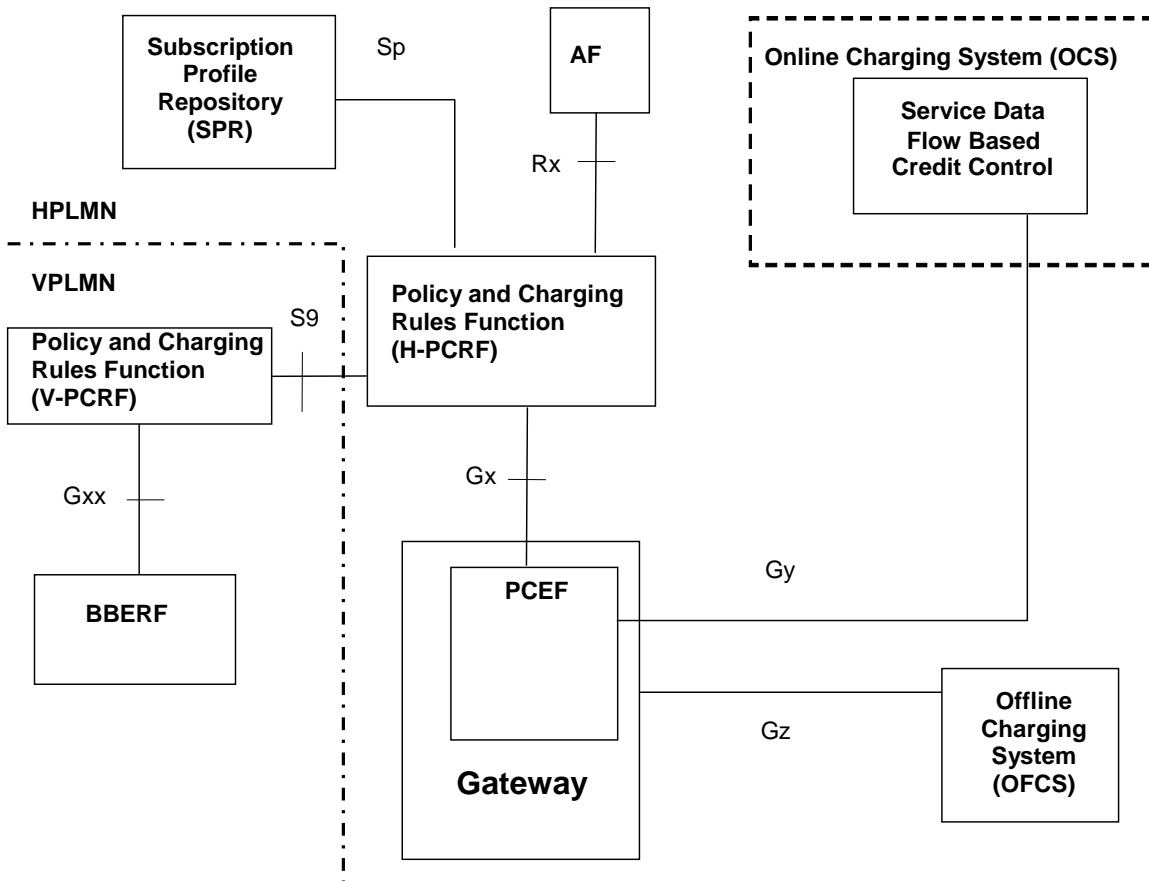 Subscription
Profile
Repository
(SPR)
Sp
AF
Online Charging System (OCS)
Service Data
Flow Based
Credit Control
Rx
HPLMN
VPLMN
Policy and Charging
Rules Function
(H-PCRF)
S9
Policy and Charging
Rules Function
(V-PCRF)
Gx
Gxx
Gy
PCEF
BBERF
Gz
Offline
Charging
System
(OFCS)
Gateway